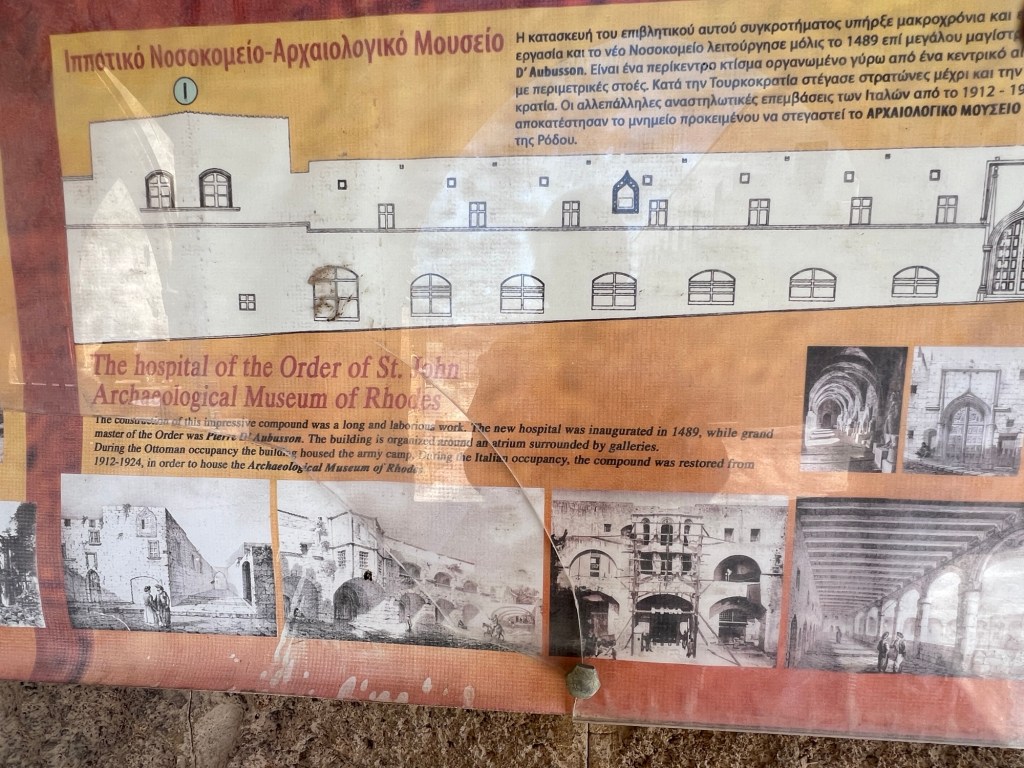 Ιπποτικό Νοσοκομείο-Αρχαιολογικό Μουσείο
Η κατασκευή του επιβλητικού αυτού συγκροτήματος υπήρξε μακροχρόνια και
εργασία και το νέο Νοσοκομείο λειτούργησε μόλις το 1489 επί μεγάλου μαγίστ
D' Aubusson. Είναι ένα περίκεντρο κτίσμα οργανωμένο γύρω από ένα κεντρικό
με περιμετρικές στοές. Κατά την Τουρκοκρατία στέγασε στρατώνες μέχρι και την
κρατία. Οι αλλεπάλληλες αναστηλωτικές επεμβάσεις των Ιταλών από το 1912 - 19
αποκατέστησαν το μνημείο προκειμένου να στεγαστεί το ΑΡΧΑΙΟΛΟΓΙΚΟ ΜΟΥΣΕΙΟ
της Ρόδου.
1
The hospital of the Order of St. John
Archaeological Museum of Rhodes
The construction of this impressive compound was a long and laborious work. The new hospital was inaugurated in 1489, while grand
master of the Order was Pierre D' Aubusson. The building is organized around an atrium surrounded by galleries.
During the Ottoman occupancy the building housed the army camp. During the Italian occupancy, the compound was restored from
1912-1924, in order to house the Archaeological Museum of Rhodes.